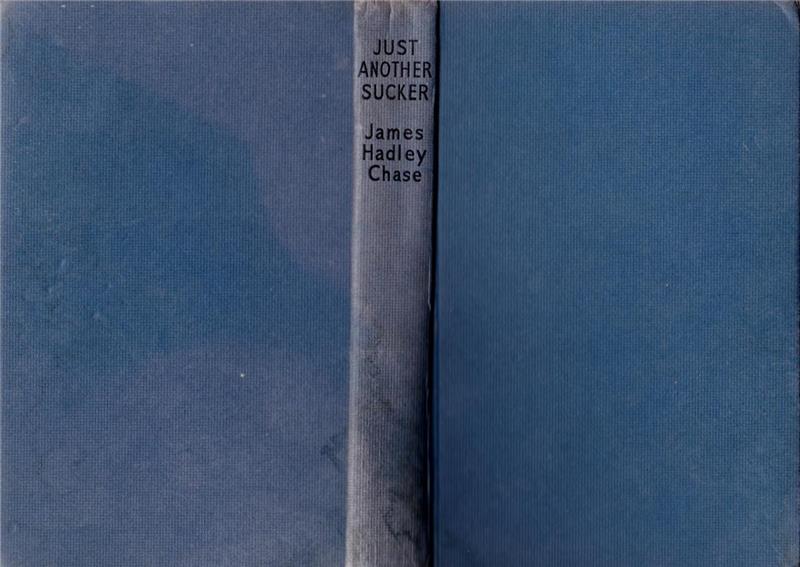 JUST
ANOTHER
SUCKER
James
Hadley
Chase